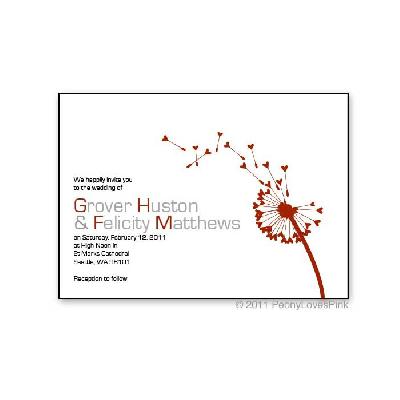 We happily invite you
to the wedding of
Grover Huston
& Felicity Matthews
on Saturday, February 12, 2011
at High Noon in
St Marks Cathedral
Seattle, WA 98101
Reception to follow
© 2011 PeonyLovesPink